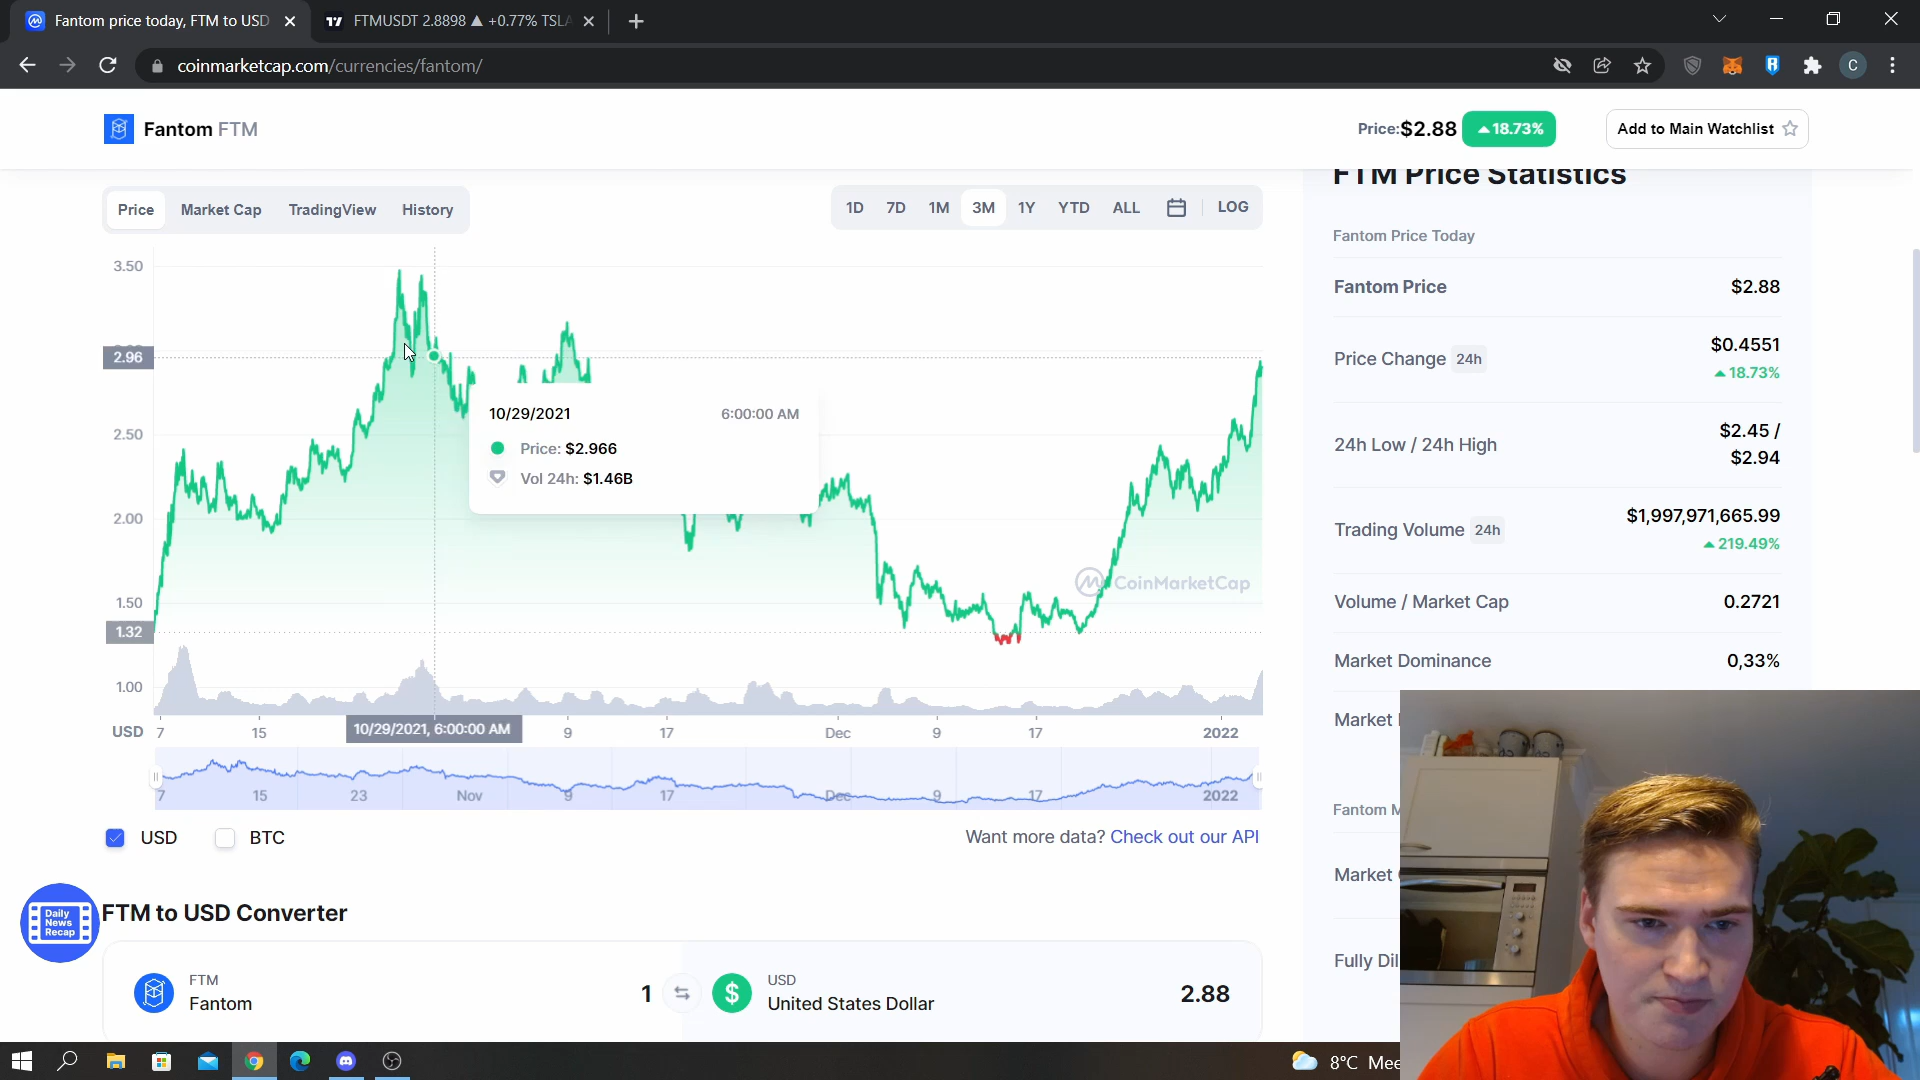 Fantom price today, FTM to USD
FTMUSDT 2.8898 ▲ +0.77% TSLA
coinmarketcap.com/currencies/fantom/
C
Fantom FTM
Price:$2.88
18.73%
Add to Main Watchlist
FTM Price Statistics
Price
Market Cap
TradingView
History
1D
7D
1M
3M
1Y
YTD
ALL
LOG
Fantom Price Today
Fantom Price
$2.88
Price Change 24h
$0.4551
18.73%
24h Low / 24h High
$2.45 /
$2.94
Trading Volume 24h
$1,997,971,665.99
219.49%
Volume / Market Cap
0.2721
Market Dominance
0,33%
Market
Fantom M
Market
Fully Dil
3.50
2.96
2.50
2.00
1.50
1.32
1.00
10/29/2021
6:00:00 AM
Price: $2.966
Vol 24h: $1.46B
CoinMarketCap
USD
7
15
10/29/2021, 6:00:00 AM
9
17
Dec
9
17
2022
7
15
23
Nov
9
17
Dec
9
17
2022
USD
BTC
Want more data? Check out our API
Daily
News
Recap
FTM to USD Converter
FTM
Fantom
1
USD
United States Dollar
2.88
8°C Mee